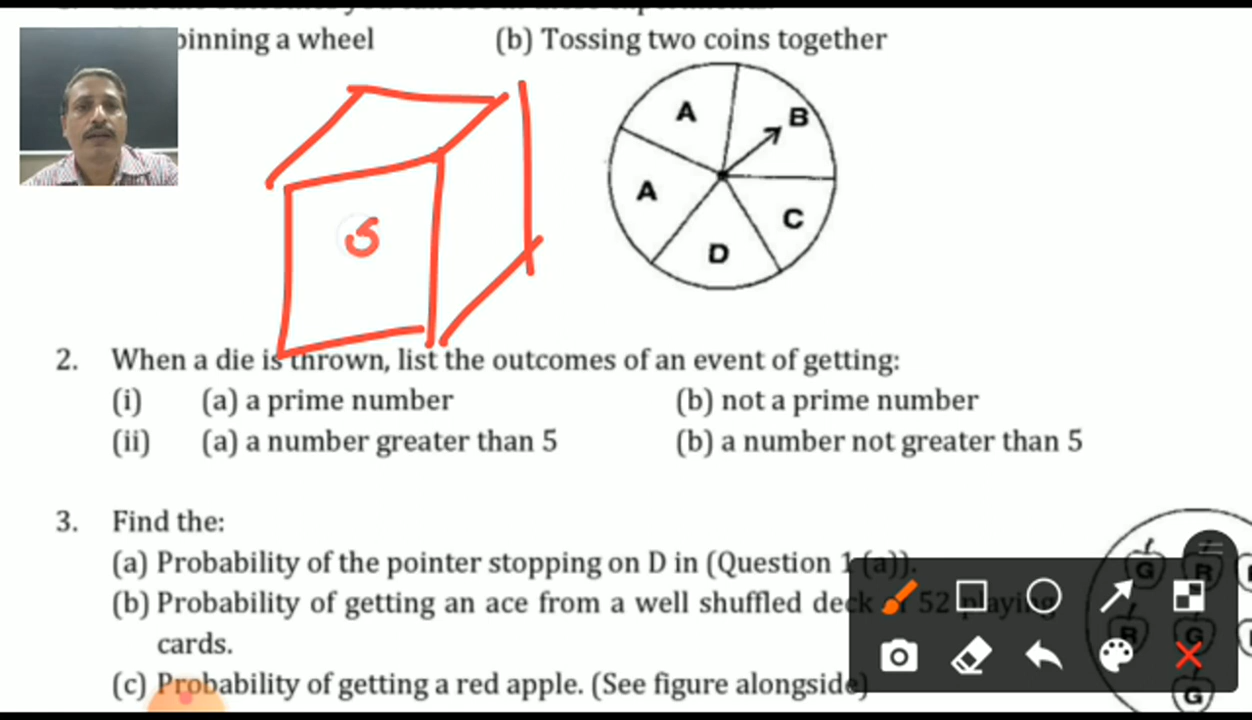 pinning a wheel (b) Tossing two coins together
A
B
A
C
D
5
2. When a die is thrown, list the outcomes of an event of getting:
(i) (a) a prime number (b) not a prime number
(ii) (a) a number greater than 5 (b) a number not greater than 5
3. Find the:
(a) Probability of the pointer stopping on D in (Question 1 (a)).
(b) Probability of getting an ace from a well shuffled deck of 52 playing
cards.
(c) Probability of getting a red apple. (See figure alongside)
G R
R G
G